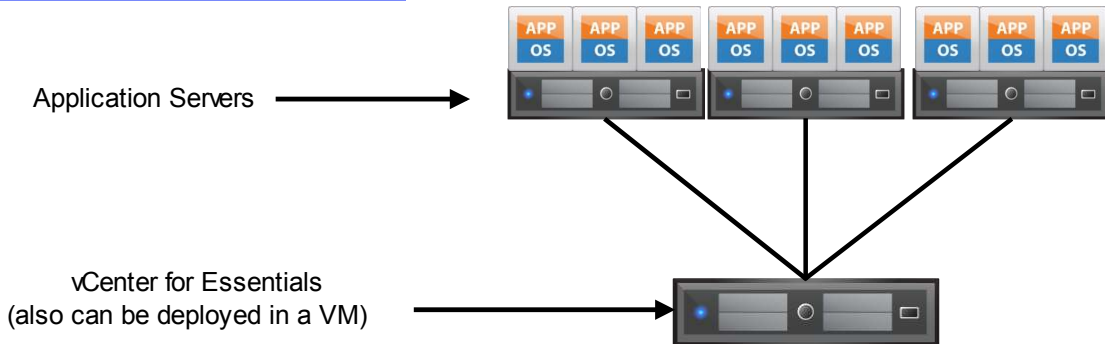 APP APP APP APP APP APP APP APP APP
OS OS OS OS OS OS OS OS OS
Application Servers
vCenter for Essentials
(also can be deployed in a VM)